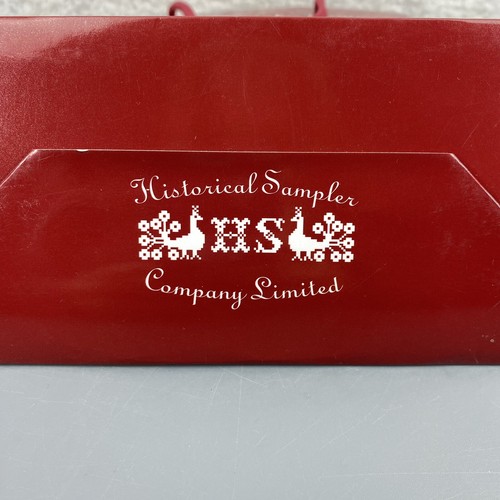 Historical Sampler
HS
Company Limited